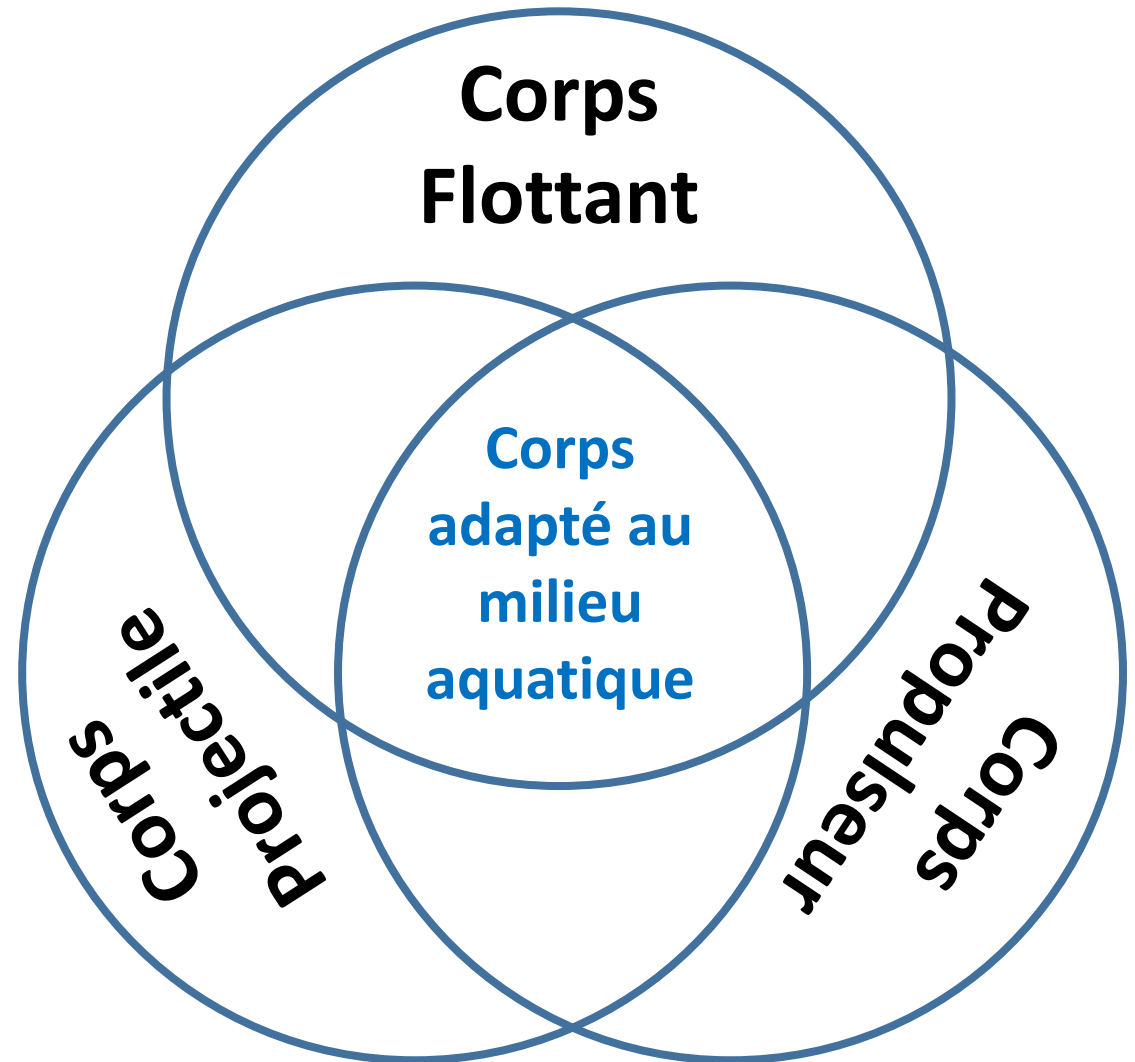 Corps
Flottant
Corps
adapté au
milieu
aquatique
Corps
Projectile
Corps
Propulseur